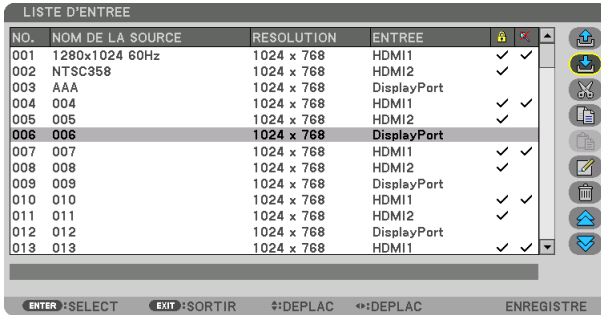 LISTE D'ENTREE
NO. NOM DE LA SOURCE RESOLUTION ENTREE
001 1280x1024 60Hz 1024 x 768 HDMI1 ✓ ✓
002 NTSC358 1024 x 768 HDMI2 ✓
003 AAA 1024 x 768 DisplayPort
004 004 1024 x 768 HDMI1 ✓ ✓
005 005 1024 x 768 HDMI2 ✓
006 006 1024 x 768 DisplayPort
007 007 1024 x 768 HDMI1 ✓ ✓
008 008 1024 x 768 HDMI2 ✓
009 009 1024 x 768 DisplayPort
010 010 1024 x 768 HDMI1 ✓ ✓
011 011 1024 x 768 HDMI2 ✓
012 012 1024 x 768 DisplayPort
013 013 1024 x 768 HDMI1 ✓ ✓
ENTER :SELECT EXIT :SORTIR :DEPLAC :DEPLAC ENREGISTRE